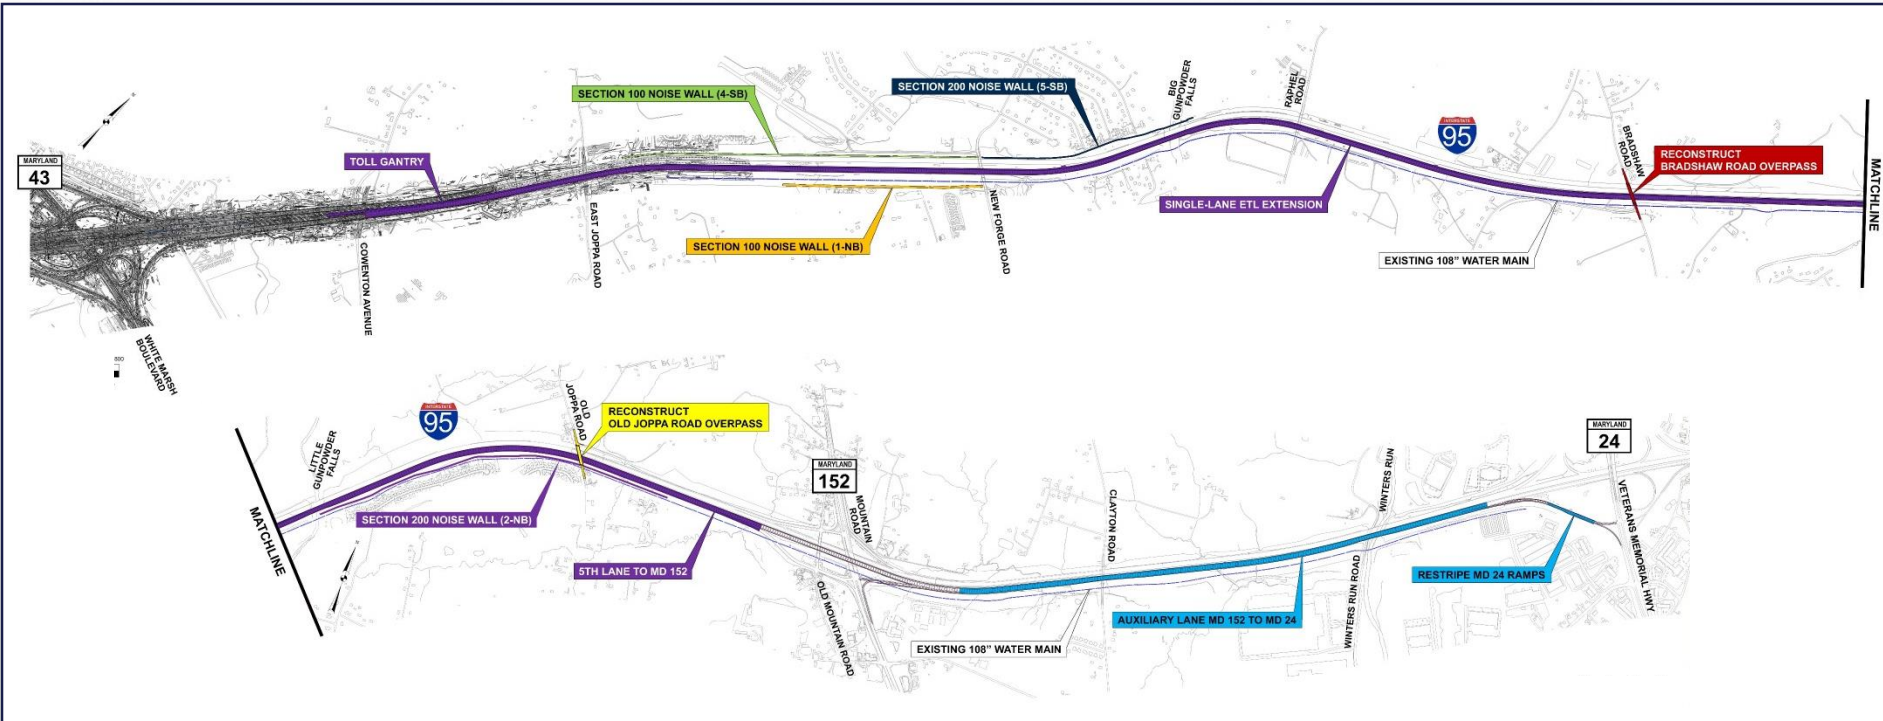 SECTION 100 NOISE WALL (4-SB)
SECTION 200 NOISE WALL (5-SB)
BIG
GUNPOWDER
FALLS
RAPHEL
ROAD
INTERSTATE
95
BRADSHAW
ROAD
RECONSTRUCT
BRADSHAW ROAD OVERPASS
MARYLAND
43
TOLL GANTRY
MATCHLINE
SINGLE-LANE ETL EXTENSION
EAST JOPPA ROAD
SECTION 100 NOISE WALL (1-NB)
NEW FORGE ROAD
COWENTON AVENUE
EXISTING 108" WATER MAIN
WHITE MARSH
BOULEVARD
800
INTERSTATE
95
OLD
JOPPA ROAD
RECONSTRUCT
OLD JOPPA ROAD OVERPASS
LITTLE
GUNPOWDER
FALLS
MARYLAND
152
MOUNTAIN
ROAD
MARYLAND
24
WINTERS RUN
CLAYTON ROAD
VETERANS MEMORIAL HWY
MATCHLINE
SECTION 200 NOISE WALL (2-NB)
5TH LANE TO MD 152
OLD MOUNTAIN ROAD
RESTRIPE MD 24 RAMPS
WINTERS RUN ROAD
AUXILIARY LANE MD 152 TO MD 24
EXISTING 108" WATER MAIN